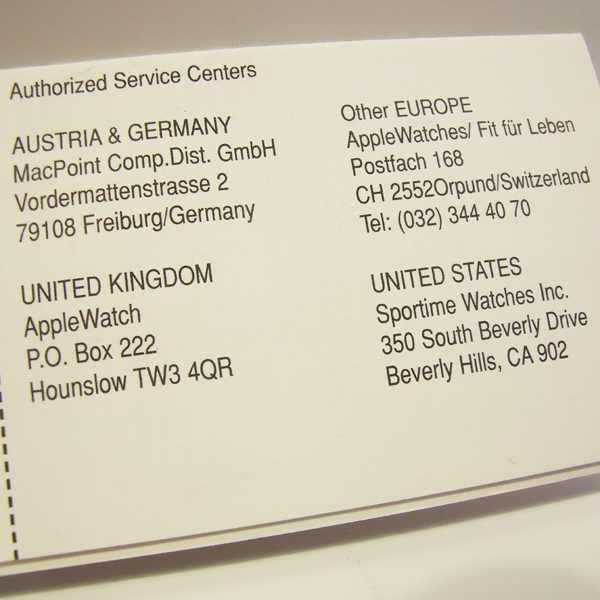 Authorized Service Centers
AUSTRIA & GERMANY
MacPoint Comp.Dist. GmbH
Vordermattenstrasse 2
79108 Freiburg/Germany
UNITED KINGDOM
AppleWatch
P.O. Box 222
Hounslow TW3 4QR
Other EUROPE
AppleWatches/ Fit für Leben
Postfach 168
CH 2552Orpund/Switzerland
Tel: (032) 344 40 70
UNITED STATES
Sportime Watches Inc.
350 South Beverly Drive
Beverly Hills, CA 902